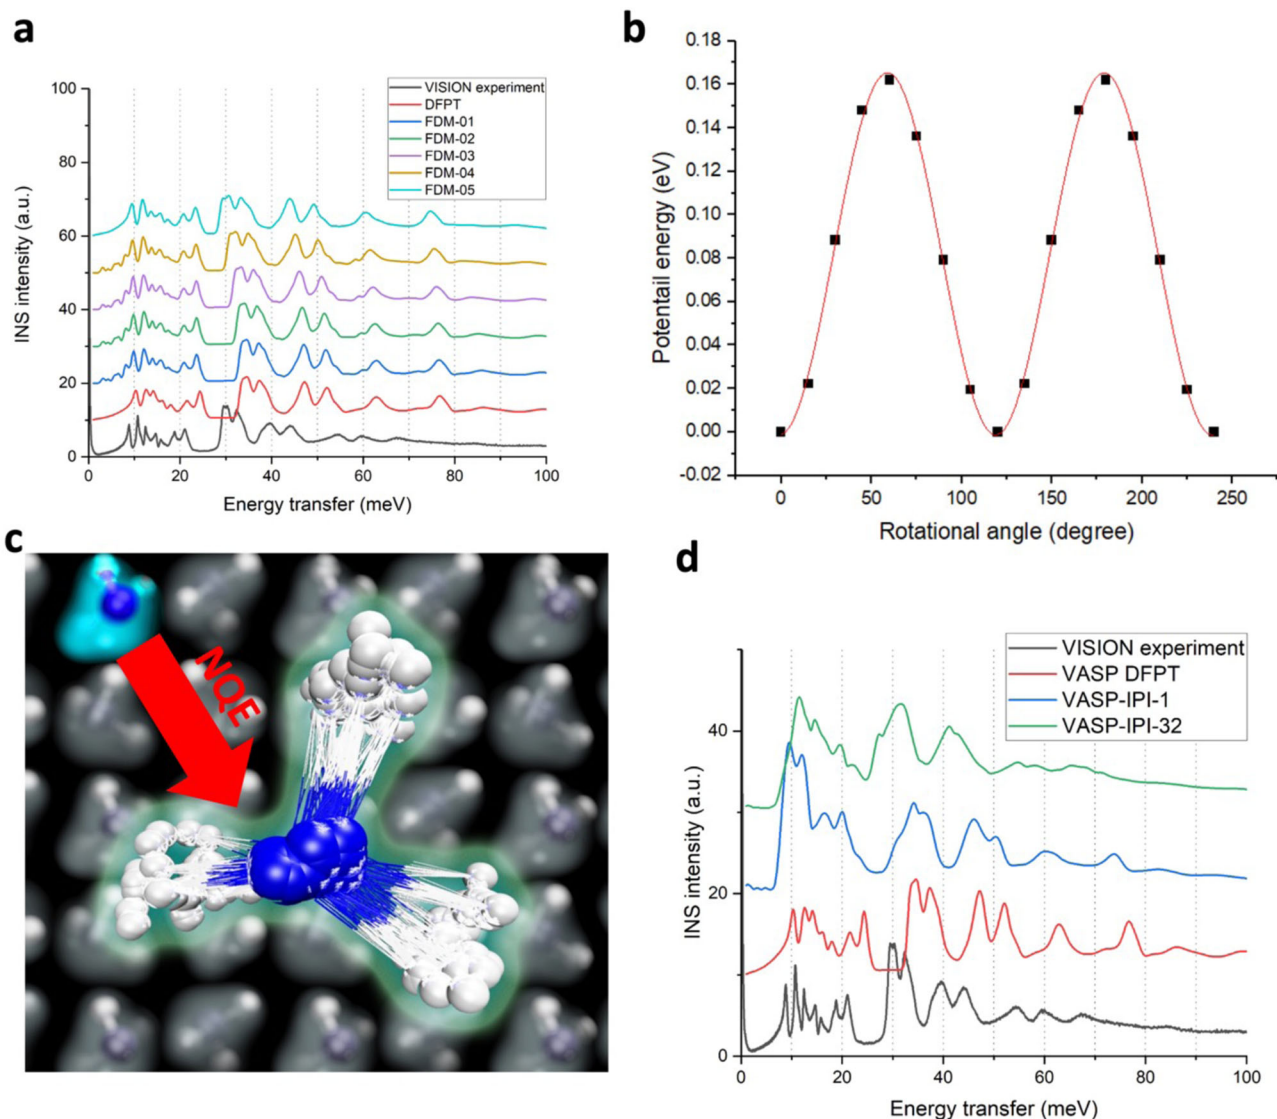 a
100
80
60
40
20
0
INS intensity (a.u.)
0 20 40 60 80 100
Energy transfer (meV)
VISION experiment
DFPT
FDM-01
FDM-02
FDM-03
FDM-04
FDM-05
b
0.18
0.16
0.14
0.12
0.10
0.08
0.06
0.04
0.02
0.00
-0.02
Potentail energy (eV)
0 50 100 150 200 250
Rotational angle (degree)
c
NQE
d
40
20
0
INS intensity (a.u.)
0 20 40 60 80 100
Energy transfer (meV)
VISION experiment
VASP DFPT
VASP-IPI-1
VASP-IPI-32